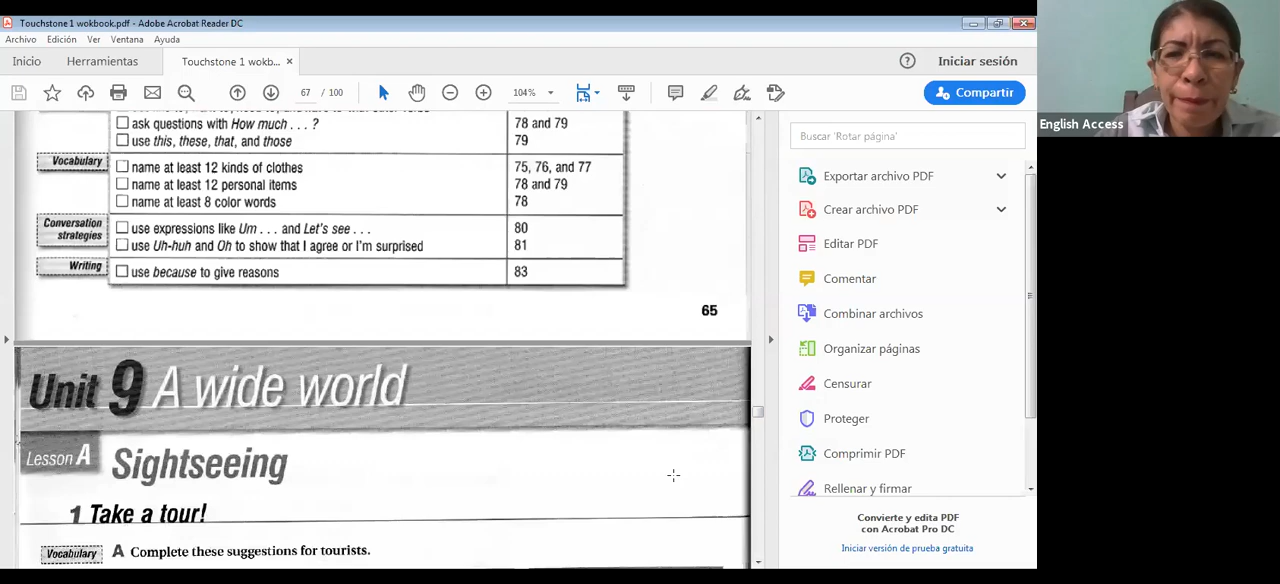 Touchstone 1 wokbook.pdf - Adobe Acrobat Reader DC
Archivo Edición Ver Ventana Ayuda
Inicio Herramientas Touchstone 1 wokb... × Iniciar sesión
67 / 100 104% Compartir
ask questions with How much . . . ? 78 and 79
use this, these, that, and those 79
Vocabulary name at least 12 kinds of clothes 75, 76, and 77
name at least 12 personal items 78 and 79
name at least 8 color words 78
Conversation strategies use expressions like Um . . . and Let's see . . . 80
use Uh-huh and Oh to show that I agree or I'm surprised 81
Writing use because to give reasons 83
65
Unit 9 A wide world
Lesson A Sightseeing
1 Take a tour!
Vocabulary A Complete these suggestions for tourists.
Buscar 'Rotar página'
Exportar archivo PDF
Crear archivo PDF
Editar PDF
Comentar
Combinar archivos
Organizar páginas
Censurar
Proteger
Comprimir PDF
Rellenar y firmar
Convierte y edita PDF
con Acrobat Pro DC
Iniciar versión de prueba gratuita
English Access